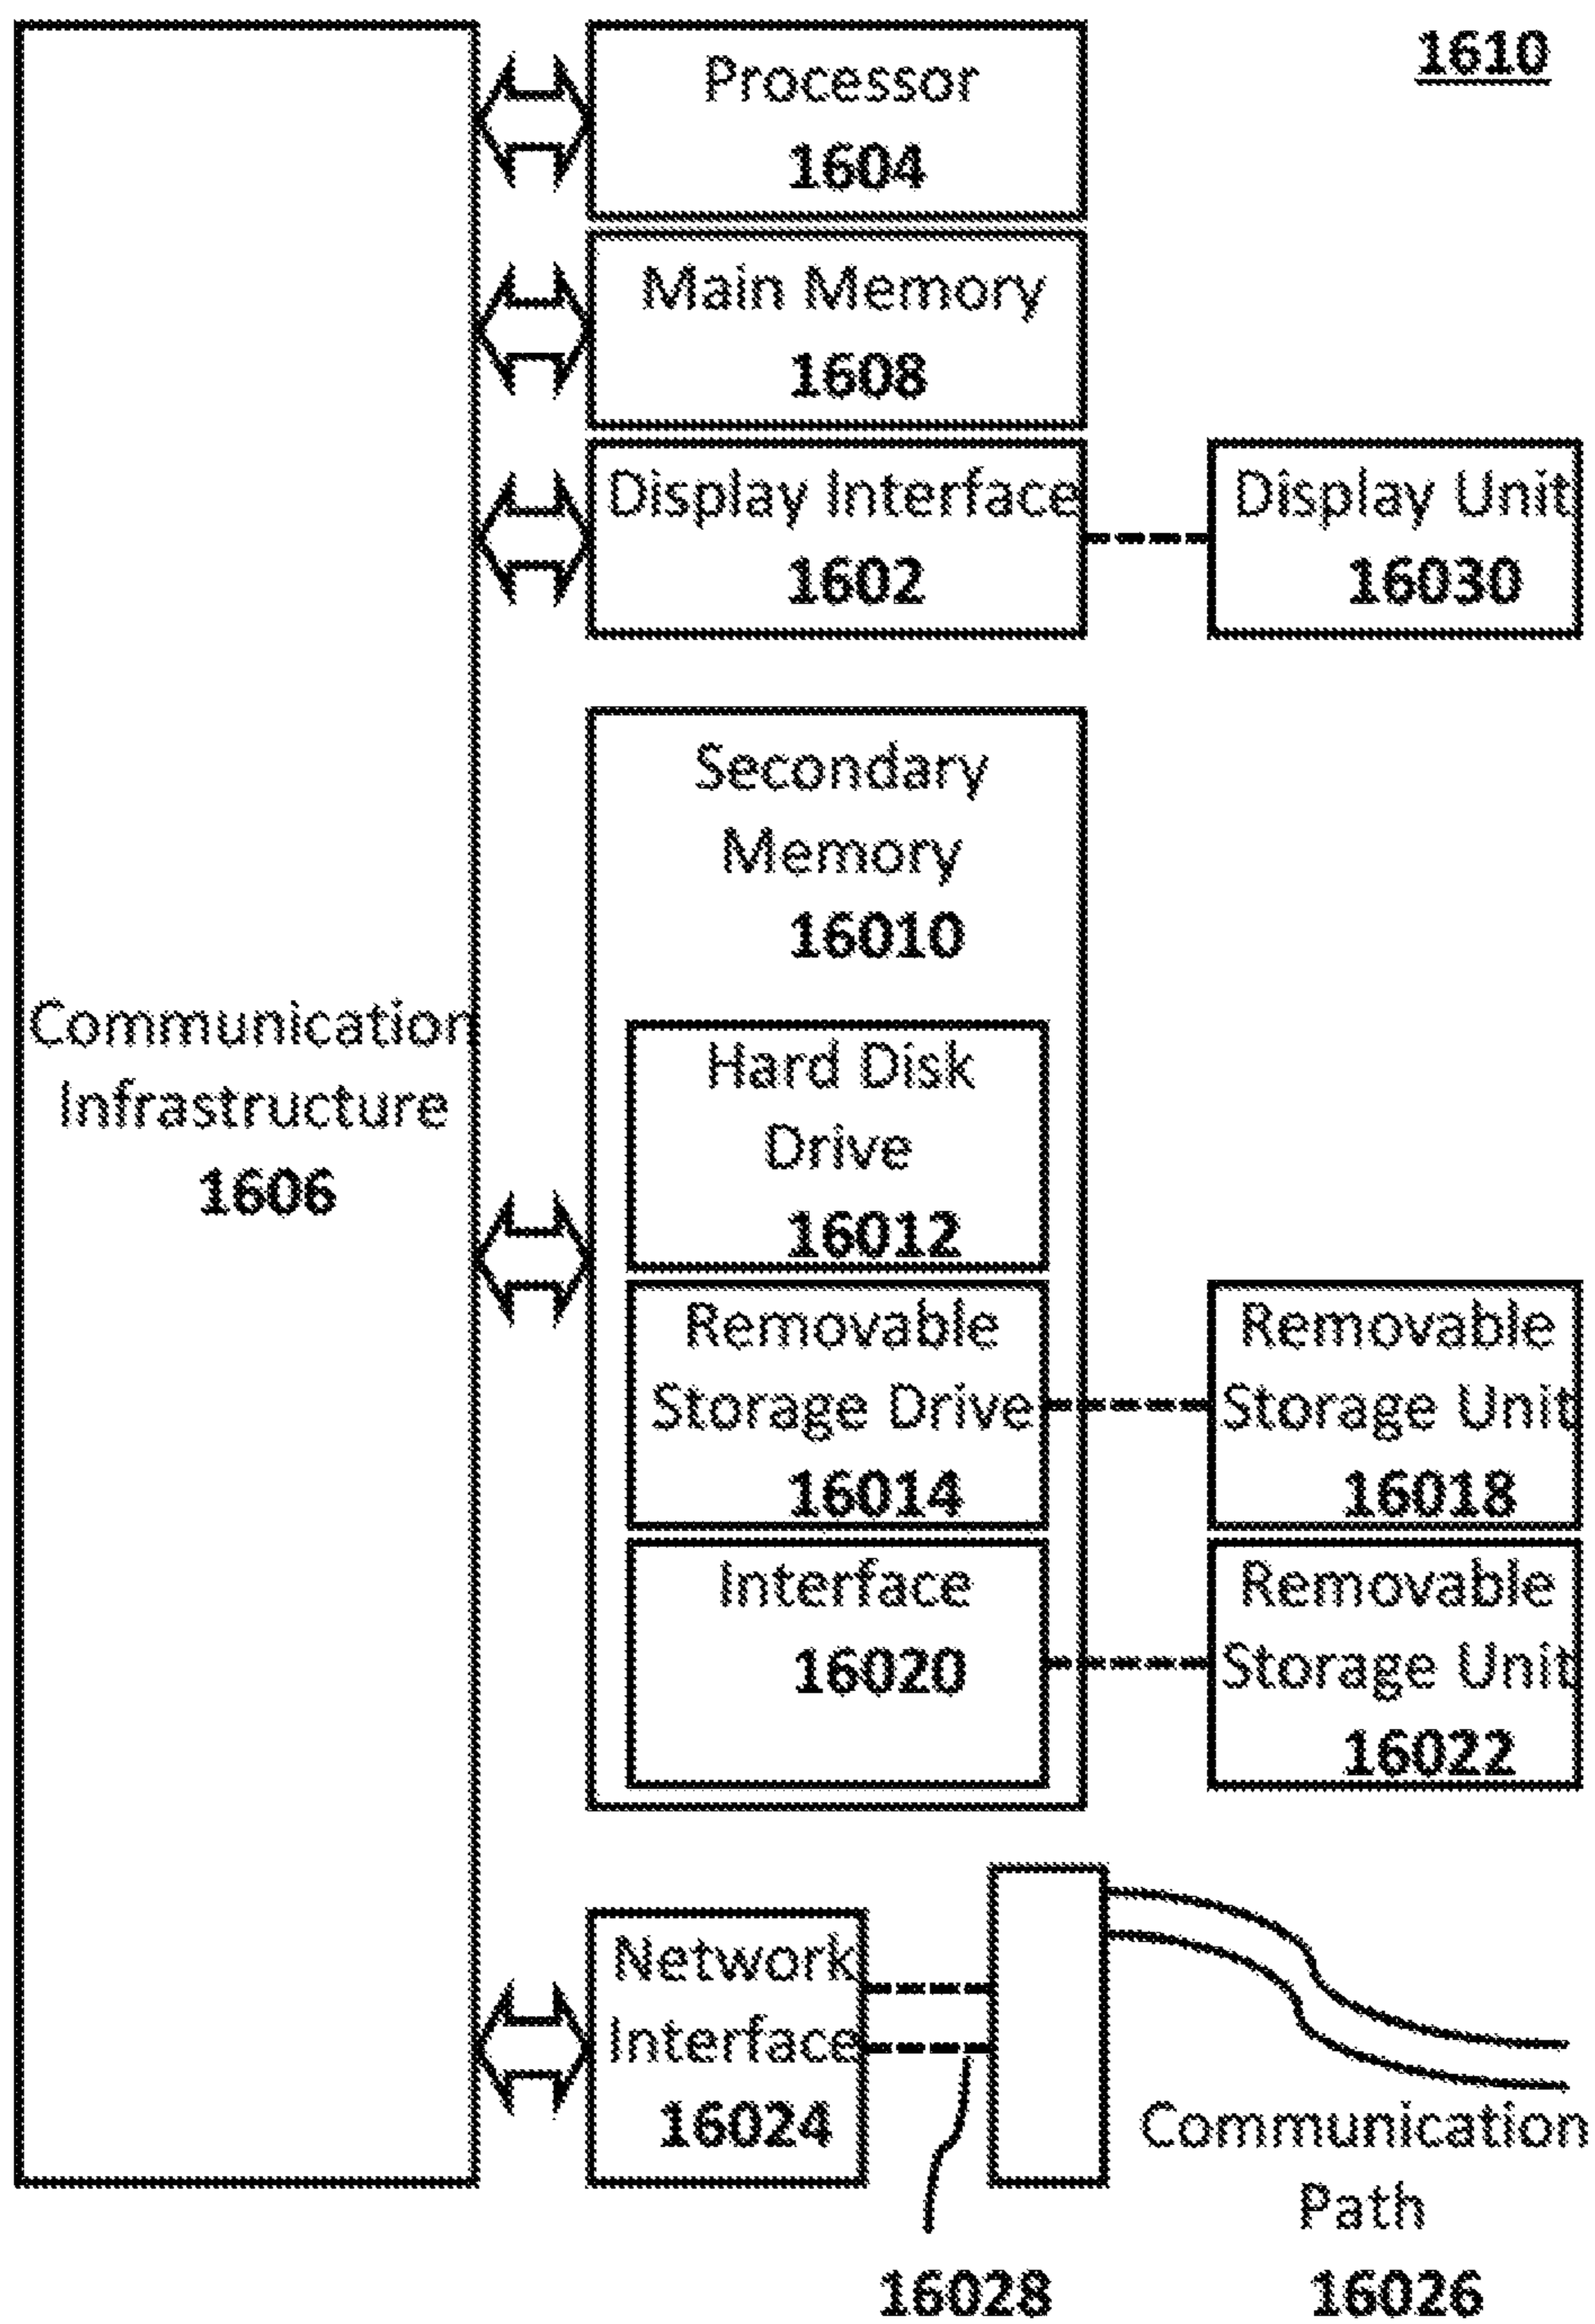 1610
Processor
1604
Main Memory
1608
Display Interface
1602
Display Unit
16030
Secondary
Memory
16010
Communication
Infrastructure
1606
Hard Disk
Drive
16012
Removable
Storage Drive
16014
Removable
Storage Unit
16018
Interface
16020
Removable
Storage Unit
16022
Network
Interface
16024
Communication
Path
16026
16028